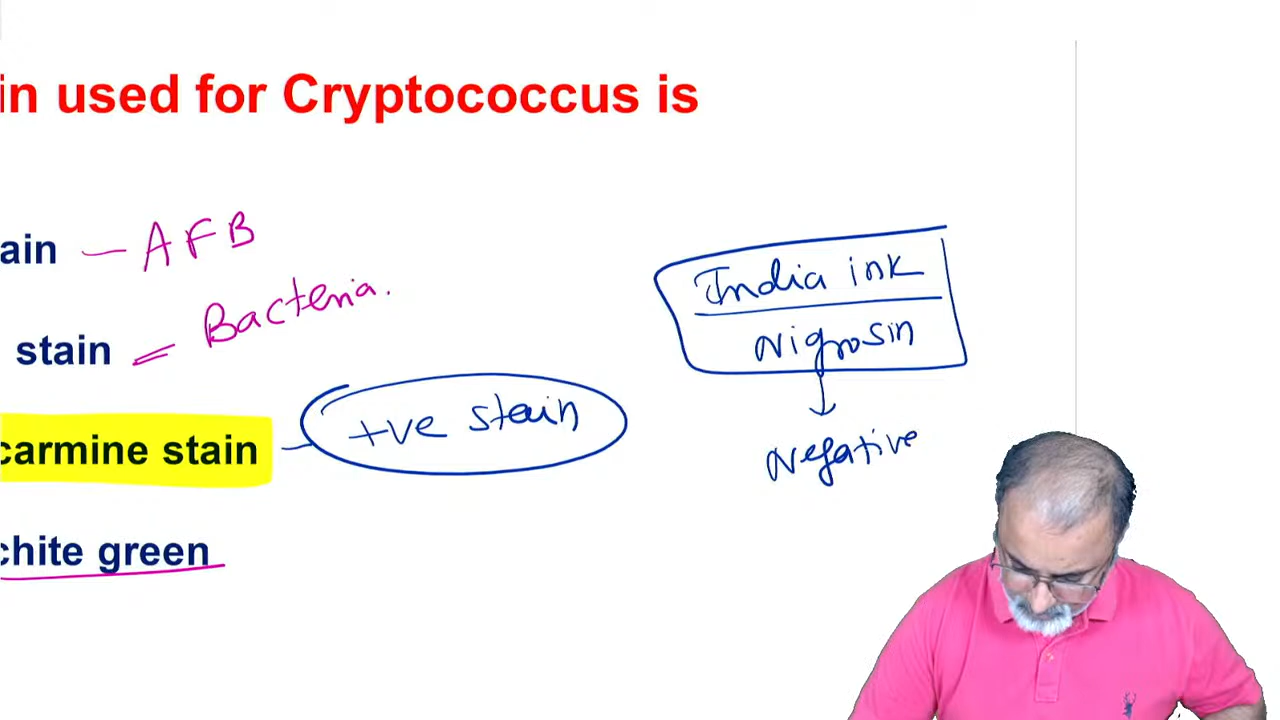 in used for Cryptococcus is
ain - AFB
stain = Bacteria.
carmine stain - +ve stain
chite green
India ink
Nigrosin
Negative